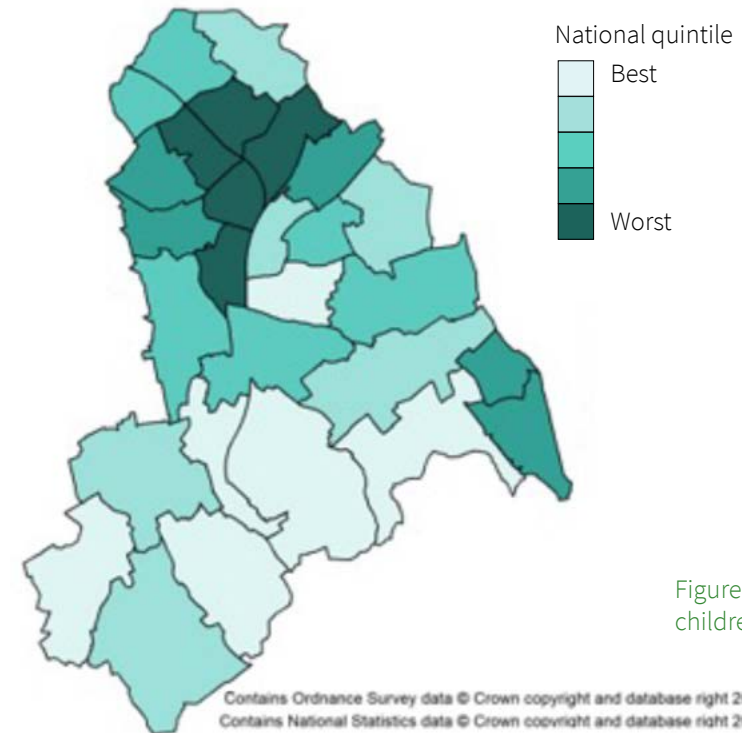 National quintile
Best
Worst
Figure
childre
Contains Ordnance Survey data © Crown copyright and database right 2
Contains National Statistics data © Crown copyright and database right 2